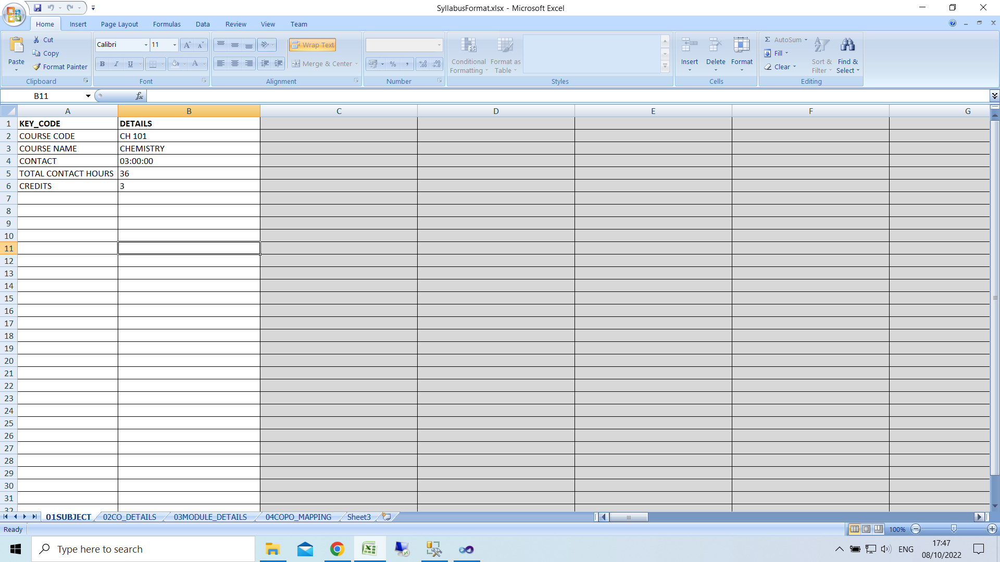 SyllabusFormat.xlsx - Microsoft Excel
Home Insert Page Layout Formulas Data Review View Team
Paste Cut Copy Format Painter Clipboard
Calibri 11 B I U A Font
Wrap Text Merge & Center Alignment
% , .00 Number
Conditional Formatting Format as Table Styles
Insert Delete Format Cells
Σ AutoSum Fill Clear Sort & Filter Find & Select Editing
B11 fx
A B C D E F G
1 KEY_CODE DETAILS
2 COURSE CODE CH 101
3 COURSE NAME CHEMISTRY
4 CONTACT 03:00:00
5 TOTAL CONTACT HOURS 36
6 CREDITS 3
7
8
9
10
11
12
13
14
15
16
17
18
19
20
21
22
23
24
25
26
27
28
29
30
31
32
01SUBJECT 02CO_DETAILS 03MODULE_DETAILS 04COPO_MAPPING Sheet3
Ready 100%
Type here to search ENG 17:47
08/10/2022